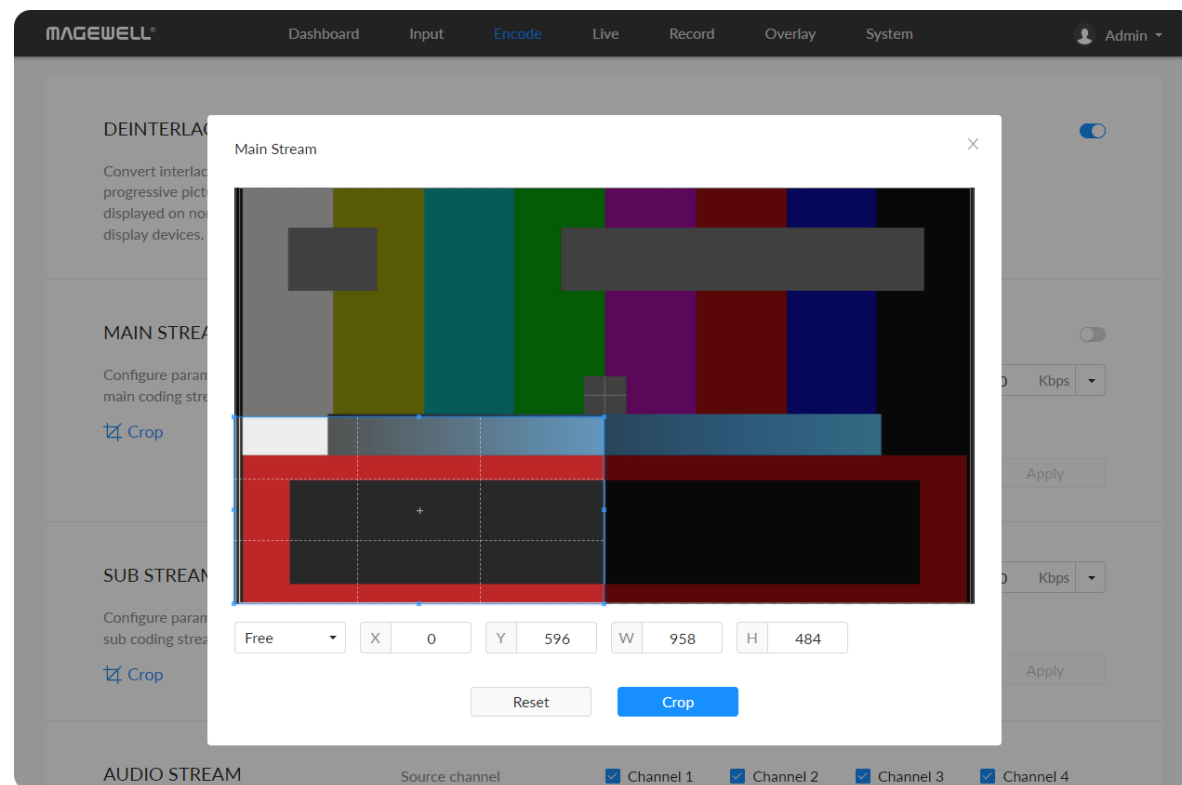 MAGEWELL®
Dashboard Input Encode Live Record Overlay System Admin
DEINTERLAC
Convert interlac
progressive pict
displayed on no
display devices.
Main Stream
MAIN STREA
Configure param
main coding stre
Kbps
Crop
Apply
SUB STREAM
Configure param
sub coding strea
Kbps
Crop
Apply
Free X 0 Y 596 W 958 H 484
Reset Crop
AUDIO STREAM Source channel Channel 1 Channel 2 Channel 3 Channel 4